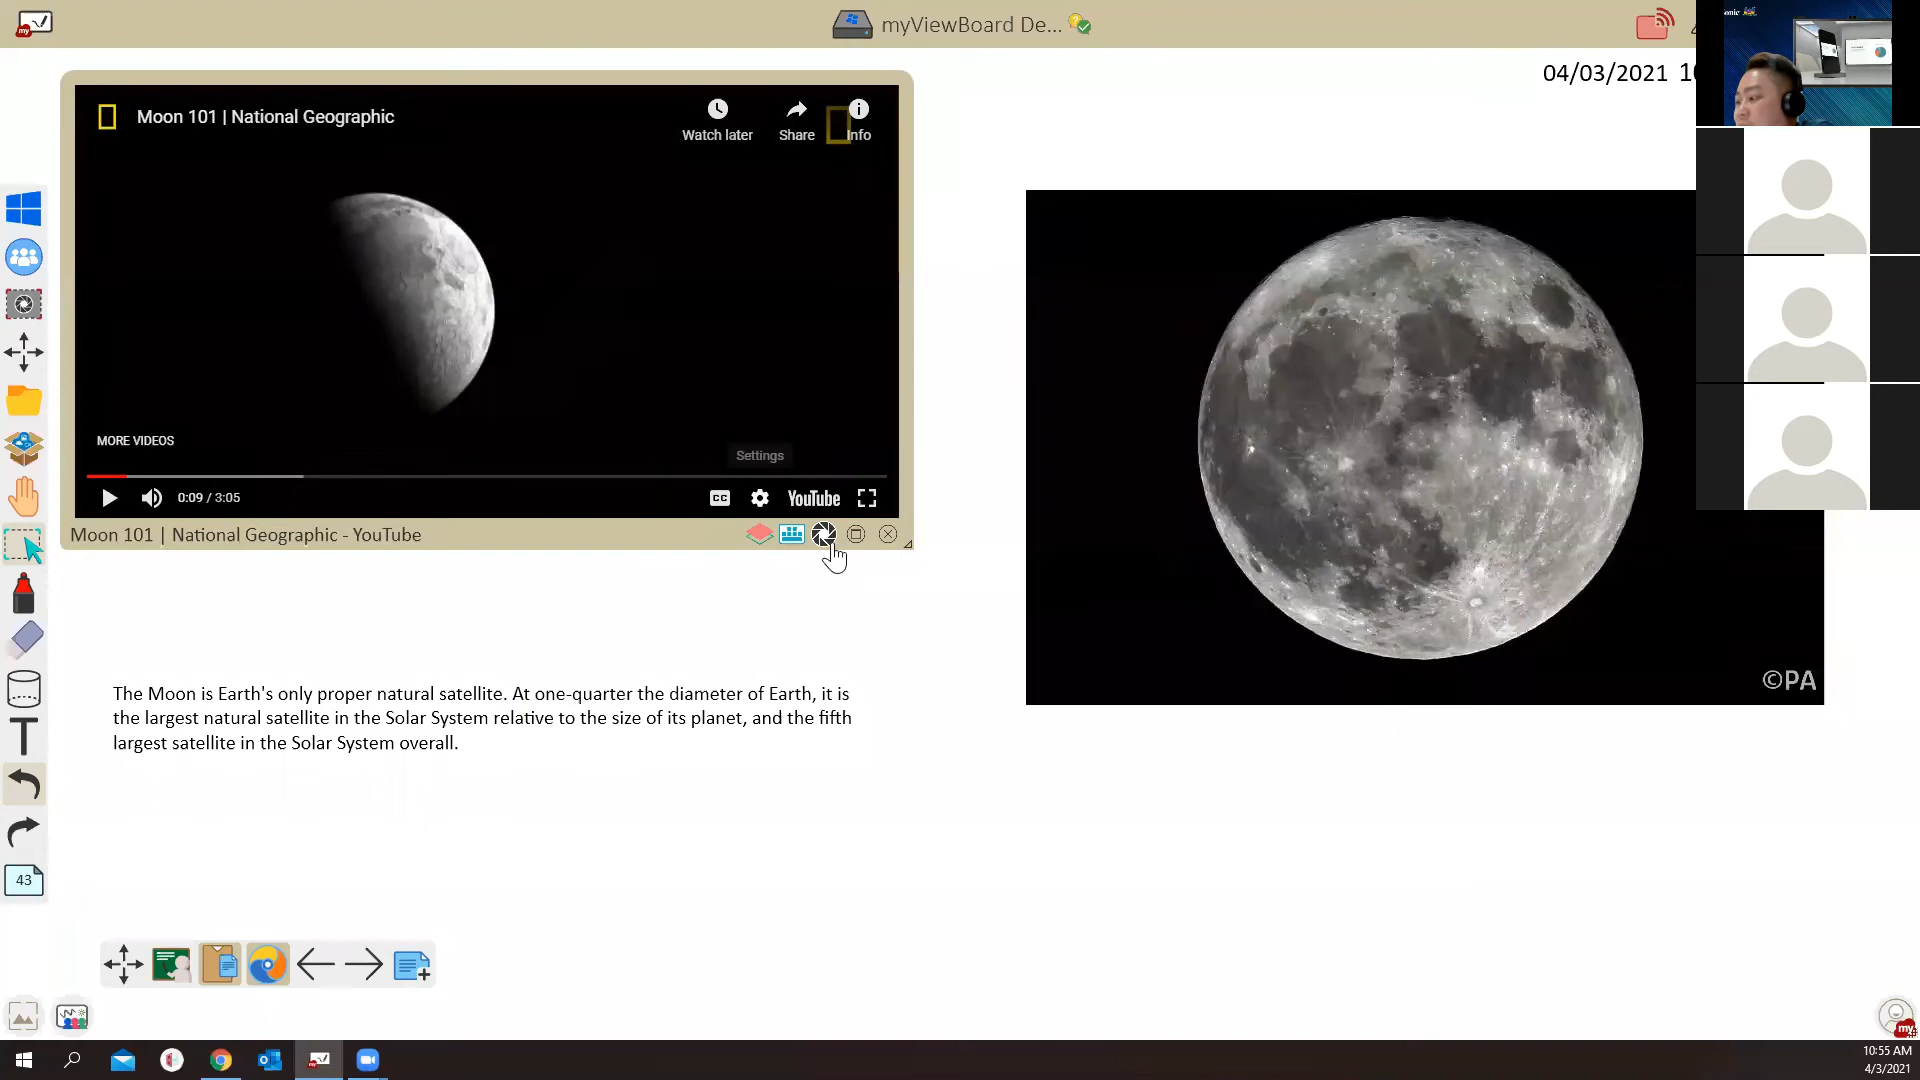 myViewBoard De...
04/03/2021
Moon 101 | National Geographic
Watch later
Share
Info
MORE VIDEOS
Settings
0:09 / 3:05
CC
YouTube
Moon 101 | National Geographic - YouTube
©PA
The Moon is Earth's only proper natural satellite. At one-quarter the diameter of Earth, it is
the largest natural satellite in the Solar System relative to the size of its planet, and the fifth
largest satellite in the Solar System overall.
43
my
10:55 AM
4/3/2021